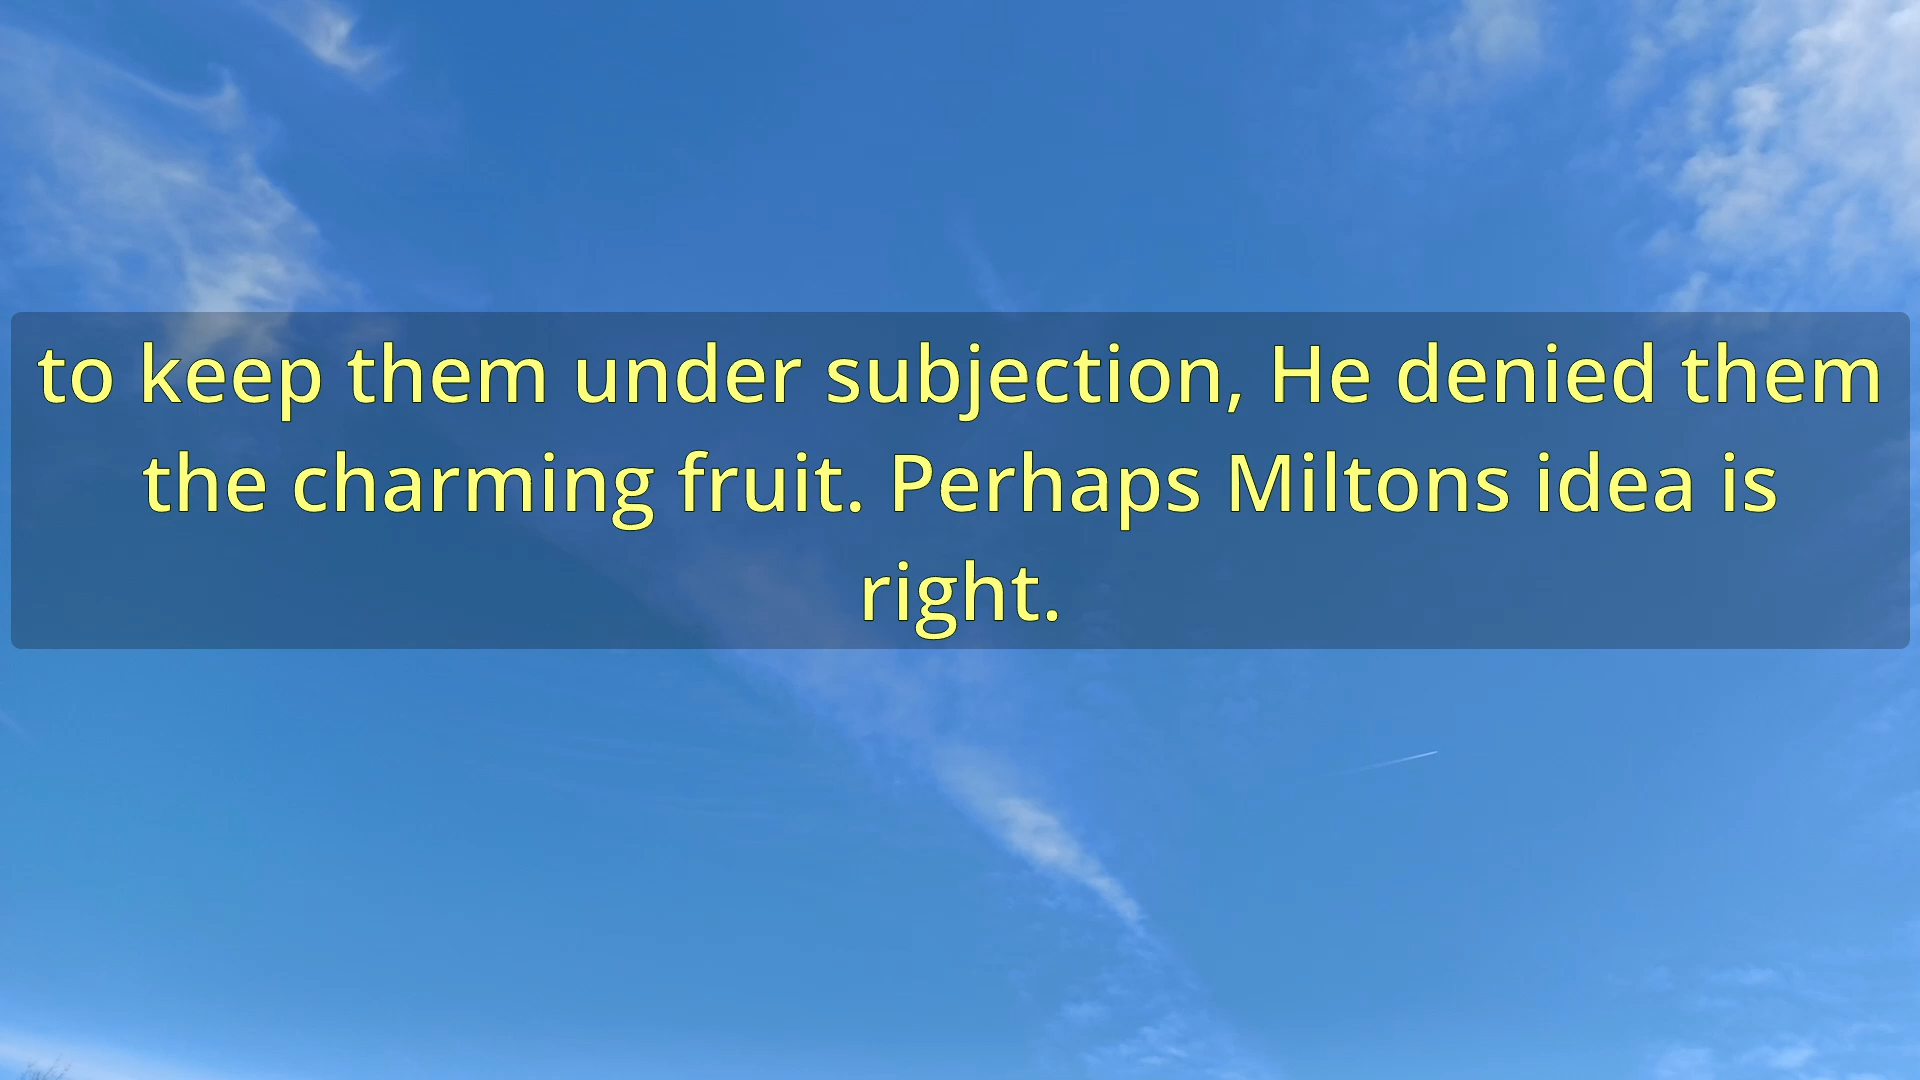 to keep them under subjection, He denied them
the charming fruit. Perhaps Miltons idea is
right.